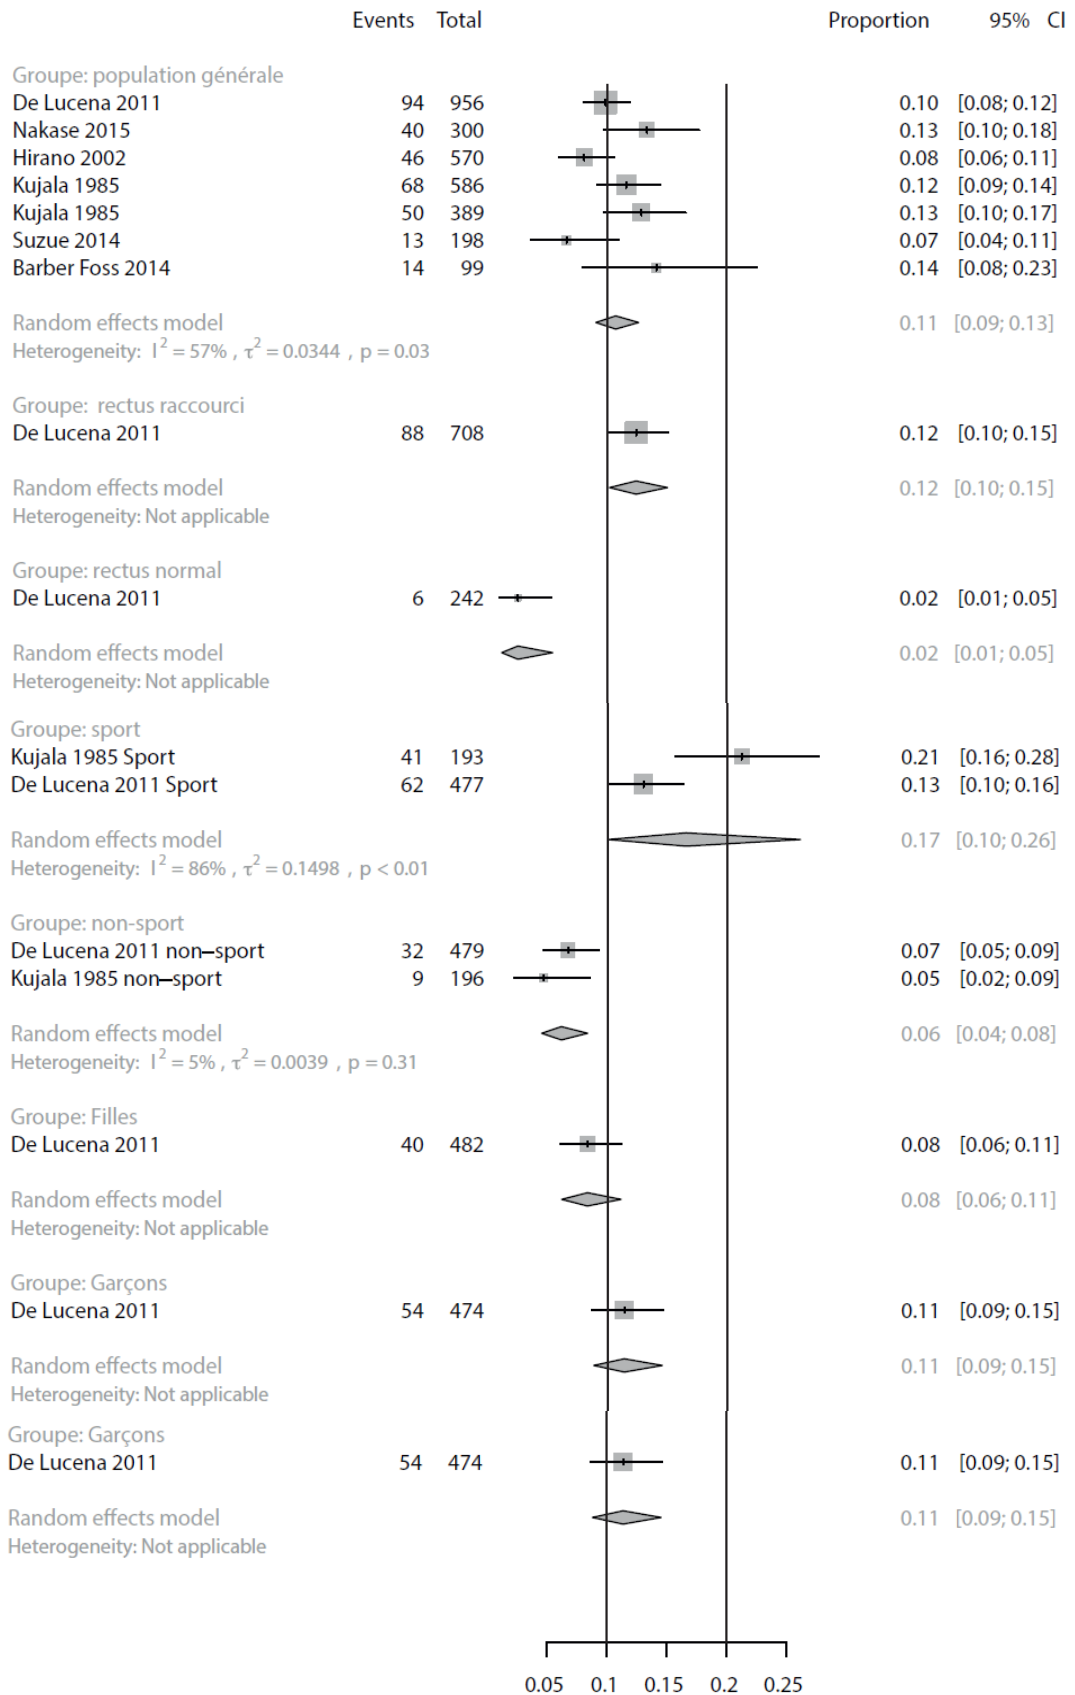 Events Total Proportion 95% CI
Groupe: population générale
De Lucena 2011 94 956 0.10 [0.08; 0.12]
Nakase 2015 40 300 0.13 [0.10; 0.18]
Hirano 2002 46 570 0.08 [0.06; 0.11]
Kujala 1985 68 586 0.12 [0.09; 0.14]
Kujala 1985 50 389 0.13 [0.10; 0.17]
Suzue 2014 13 198 0.07 [0.04; 0.11]
Barber Foss 2014 14 99 0.14 [0.08; 0.23]
Random effects model 0.11 [0.09; 0.13]
Heterogeneity: I² = 57% , τ² = 0.0344 , p = 0.03
Groupe: rectus raccourci
De Lucena 2011 88 708 0.12 [0.10; 0.15]
Random effects model 0.12 [0.10; 0.15]
Heterogeneity: Not applicable
Groupe: rectus normal
De Lucena 2011 6 242 0.02 [0.01; 0.05]
Random effects model 0.02 [0.01; 0.05]
Heterogeneity: Not applicable
Groupe: sport
Kujala 1985 Sport 41 193 0.21 [0.16; 0.28]
De Lucena 2011 Sport 62 477 0.13 [0.10; 0.16]
Random effects model 0.17 [0.10; 0.26]
Heterogeneity: I² = 86% , τ² = 0.1498 , p < 0.01
Groupe: non-sport
De Lucena 2011 non–sport 32 479 0.07 [0.05; 0.09]
Kujala 1985 non–sport 9 196 0.05 [0.02; 0.09]
Random effects model 0.06 [0.04; 0.08]
Heterogeneity: I² = 5% , τ² = 0.0039 , p = 0.31
Groupe: Filles
De Lucena 2011 40 482 0.08 [0.06; 0.11]
Random effects model 0.08 [0.06; 0.11]
Heterogeneity: Not applicable
Groupe: Garçons
De Lucena 2011 54 474 0.11 [0.09; 0.15]
Random effects model 0.11 [0.09; 0.15]
Heterogeneity: Not applicable
Groupe: Garçons
De Lucena 2011 54 474 0.11 [0.09; 0.15]
Random effects model 0.11 [0.09; 0.15]
Heterogeneity: Not applicable
0.05 0.1 0.15 0.2 0.25